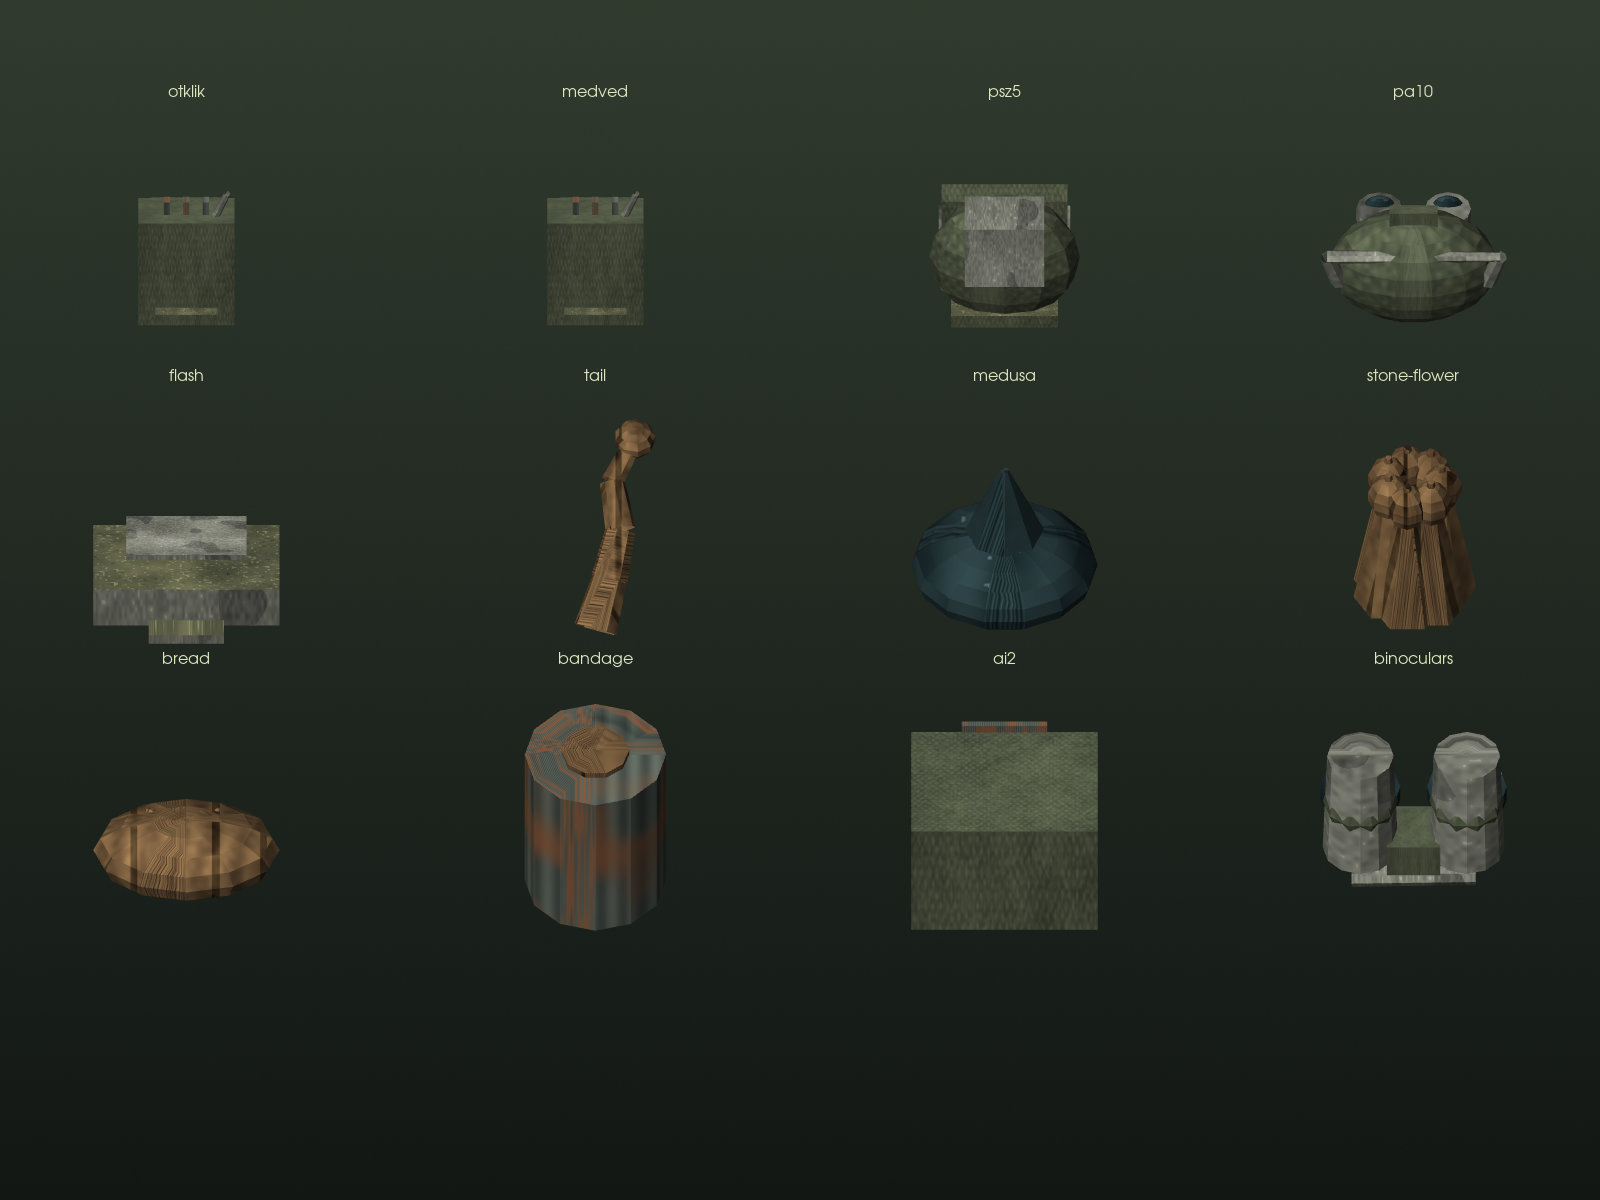 otklik
medved
psz5
pa10
flash
tail
medusa
stone-flower
bread
bandage
ai2
binoculars